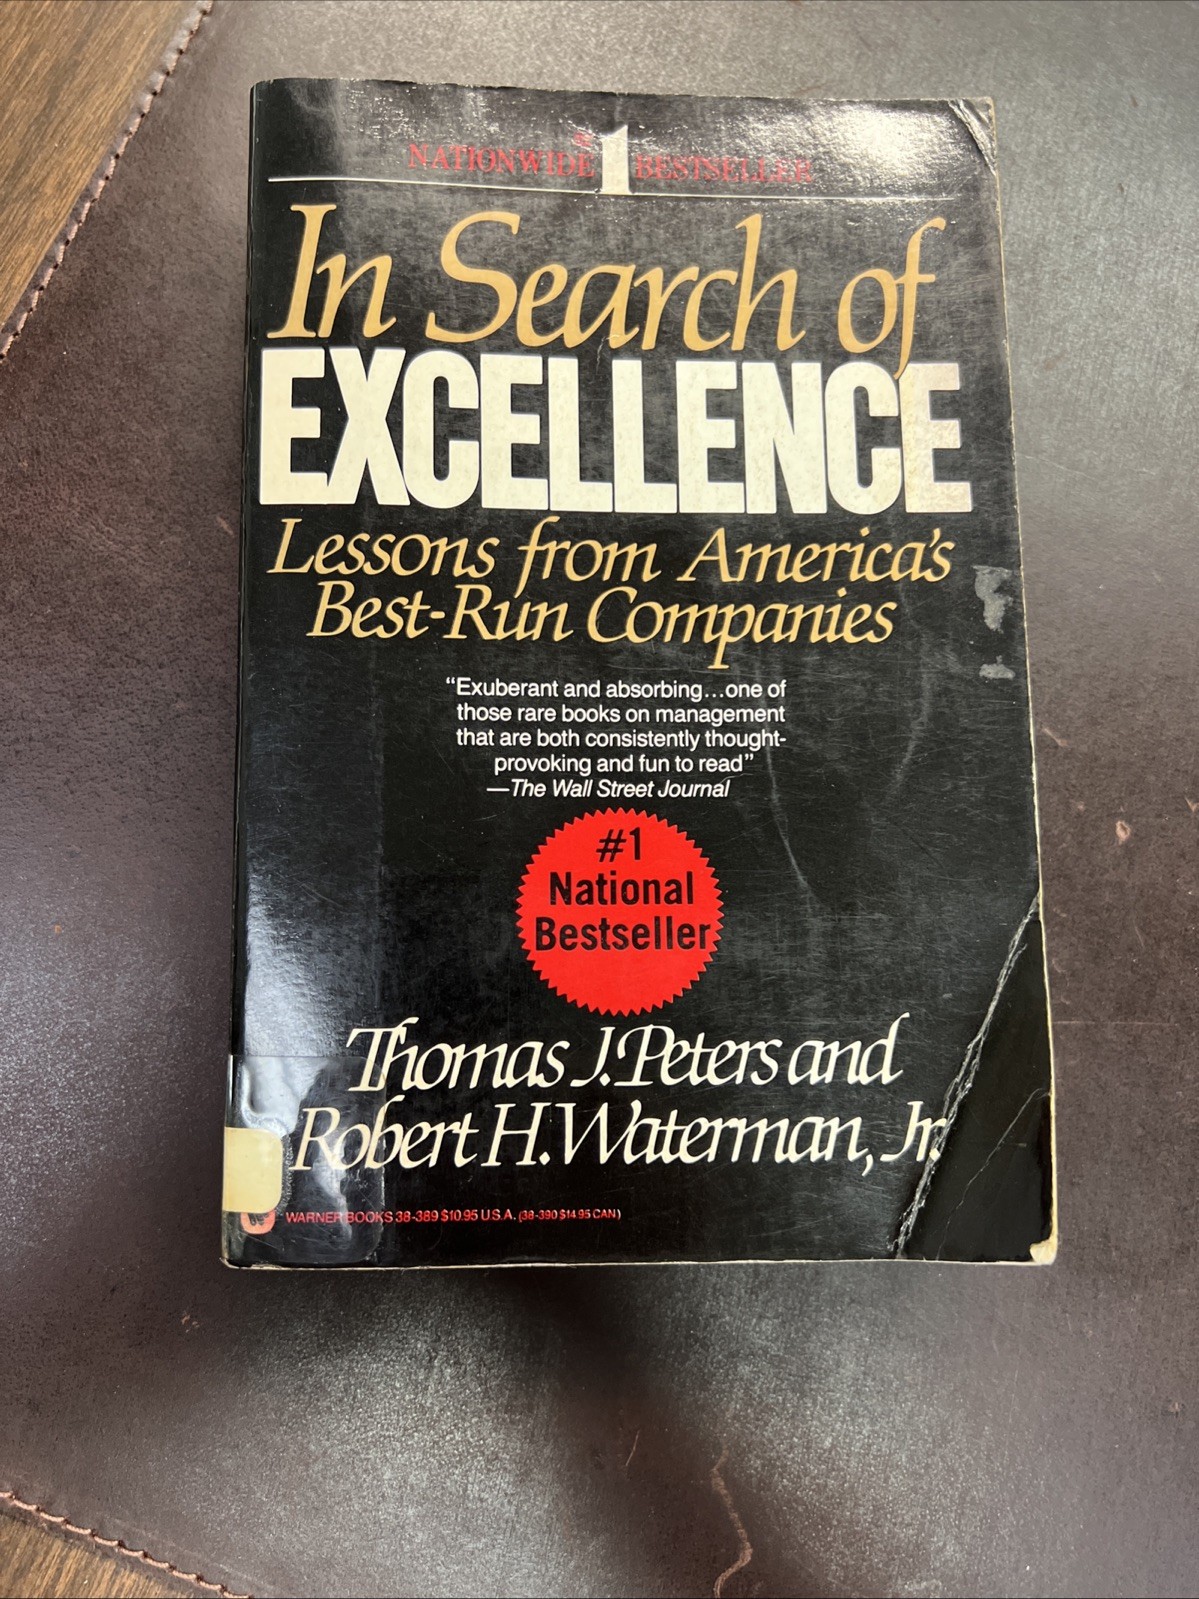 NATIONWIDE #1 BESTSELLER
In Search of
EXCELLENCE
Lessons from America's
Best-Run Companies
“Exuberant and absorbing...one of
those rare books on management
that are both consistently thought-
provoking and fun to read”
—The Wall Street Journal
#1
National
Bestseller
Thomas J. Peters and
Robert H. Waterman, Jr.
WARNER BOOKS 38-389 $10.95 U.S.A. (38-390 $14.95 CAN)